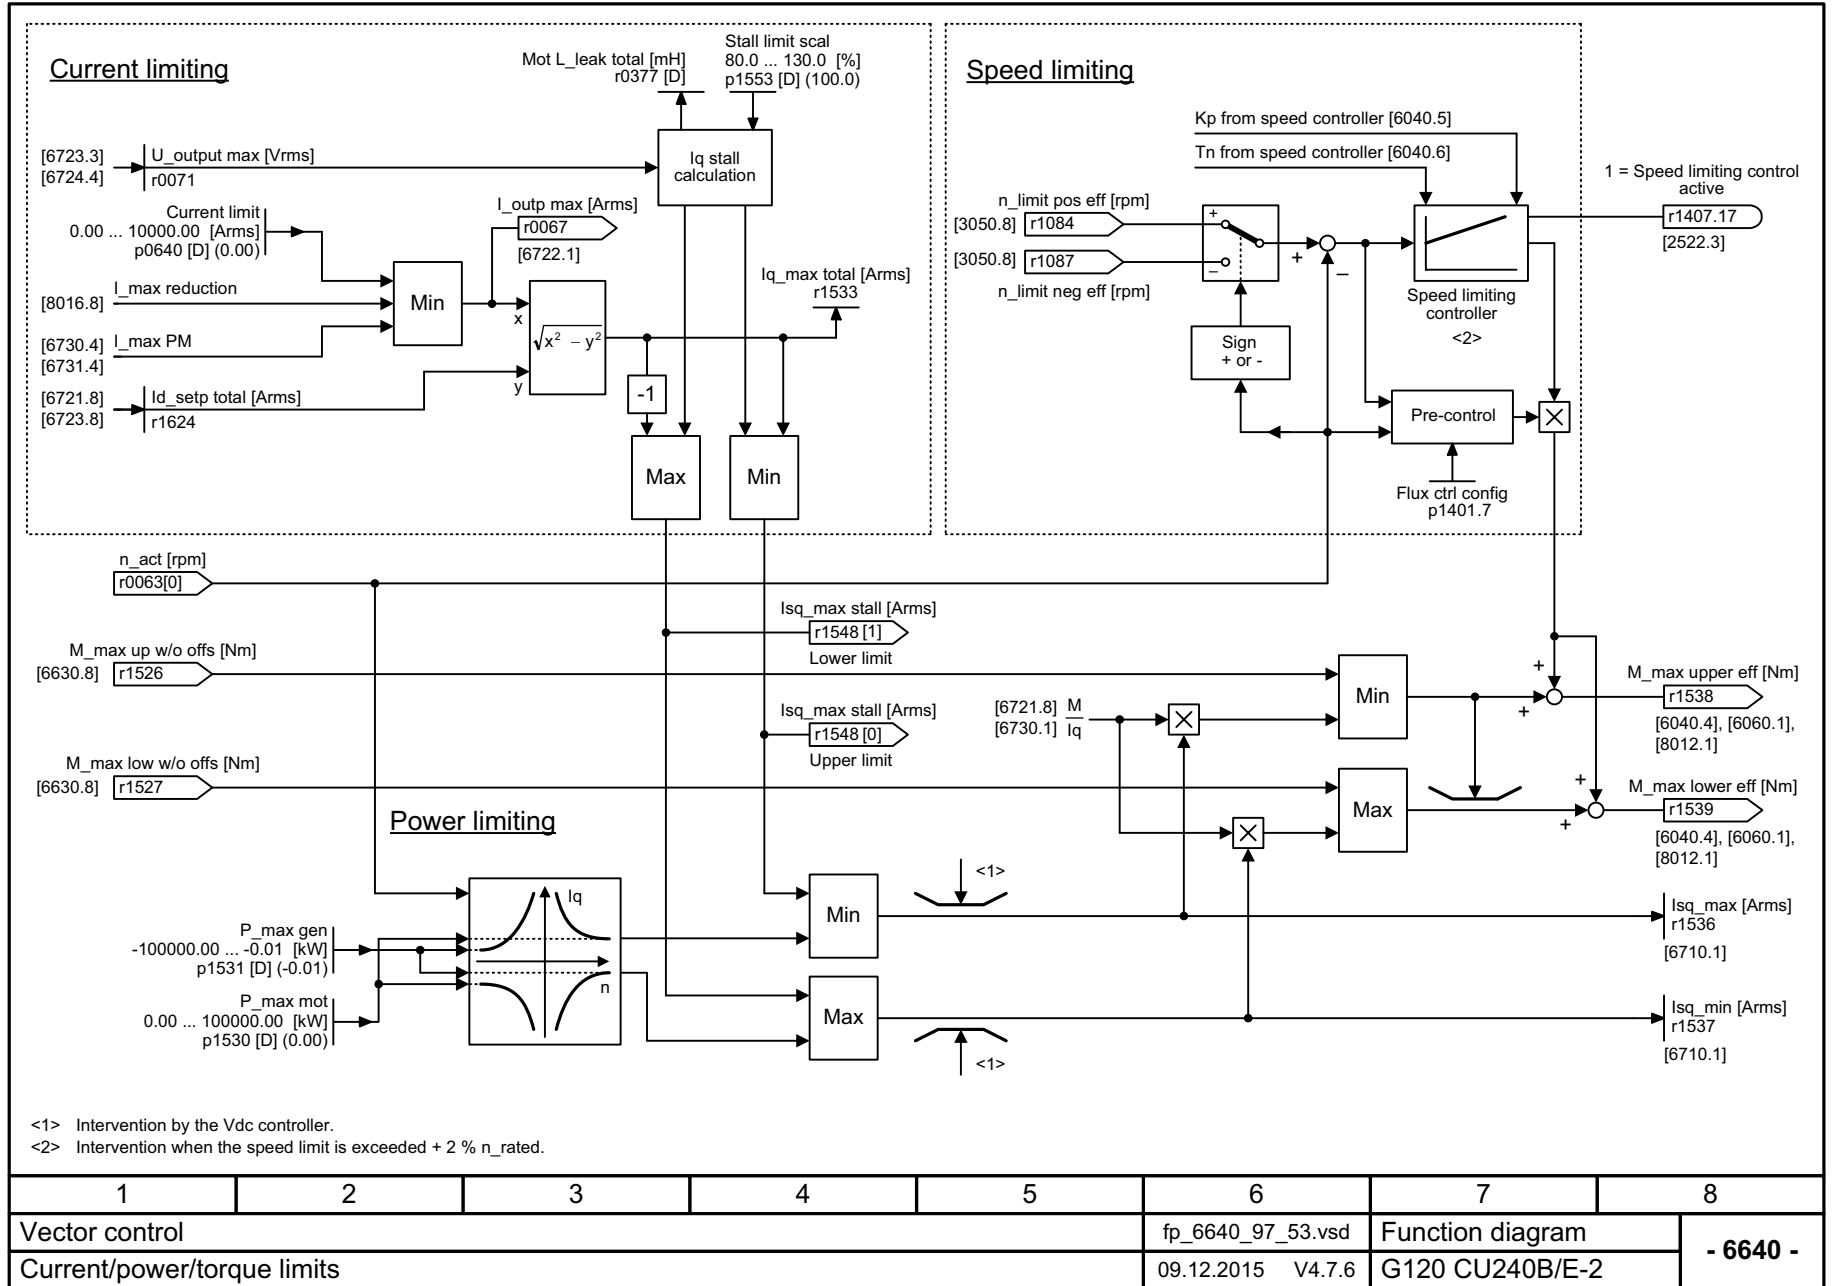 Current limiting
Mot L_leak total [mH]
r0377 [D]
Stall limit scal
80.0 ... 130.0 [%]
p1553 [D] (100.0)
[6723.3]
[6724.4]
U_output max [Vrms]
r0071
Iq stall
calculation
Current limit
0.00 ... 10000.00 [Arms]
p0640 [D] (0.00)
I_outp max [Arms]
r0067
[6722.1]
[8016.8]
I_max reduction
Min
[6730.4]
[6731.4]
I_max PM
x
y
√x² – y²
Iq_max total [Arms]
r1533
[6721.8]
[6723.8]
Id_setp total [Arms]
r1624
-1
Max
Min
Speed limiting
Kp from speed controller [6040.5]
Tn from speed controller [6040.6]
n_limit pos eff [rpm]
[3050.8]
r1084
[3050.8]
r1087
n_limit neg eff [rpm]
+
–
+
–
Sign
+ or -
Speed limiting
controller
<2>
1 = Speed limiting control
active
r1407.17
[2522.3]
Pre-control
Flux ctrl config
p1401.7
n_act [rpm]
r0063[0]
Isq_max stall [Arms]
r1548 [1]
Lower limit
M_max up w/o offs [Nm]
[6630.8]
r1526
Isq_max stall [Arms]
r1548 [0]
Upper limit
[6721.8]
[6730.1]
M
Iq
Min
+
+
M_max upper eff [Nm]
r1538
[6040.4], [6060.1],
[8012.1]
M_max low w/o offs [Nm]
[6630.8]
r1527
Max
+
+
M_max lower eff [Nm]
r1539
[6040.4], [6060.1],
[8012.1]
Power limiting
Iq
n
P_max gen
-100000.00 ... -0.01 [kW]
p1531 [D] (-0.01)
P_max mot
0.00 ... 100000.00 [kW]
p1530 [D] (0.00)
Min
<1>
Isq_max [Arms]
r1536
[6710.1]
Max
<1>
Isq_min [Arms]
r1537
[6710.1]
<1> Intervention by the Vdc controller.
<2> Intervention when the speed limit is exceeded + 2 % n_rated.
1 2 3 4 5 6 7 8
Vector control
fp_6640_97_53.vsd
Function diagram
- 6640 -
Current/power/torque limits
09.12.2015 V4.7.6
G120 CU240B/E-2